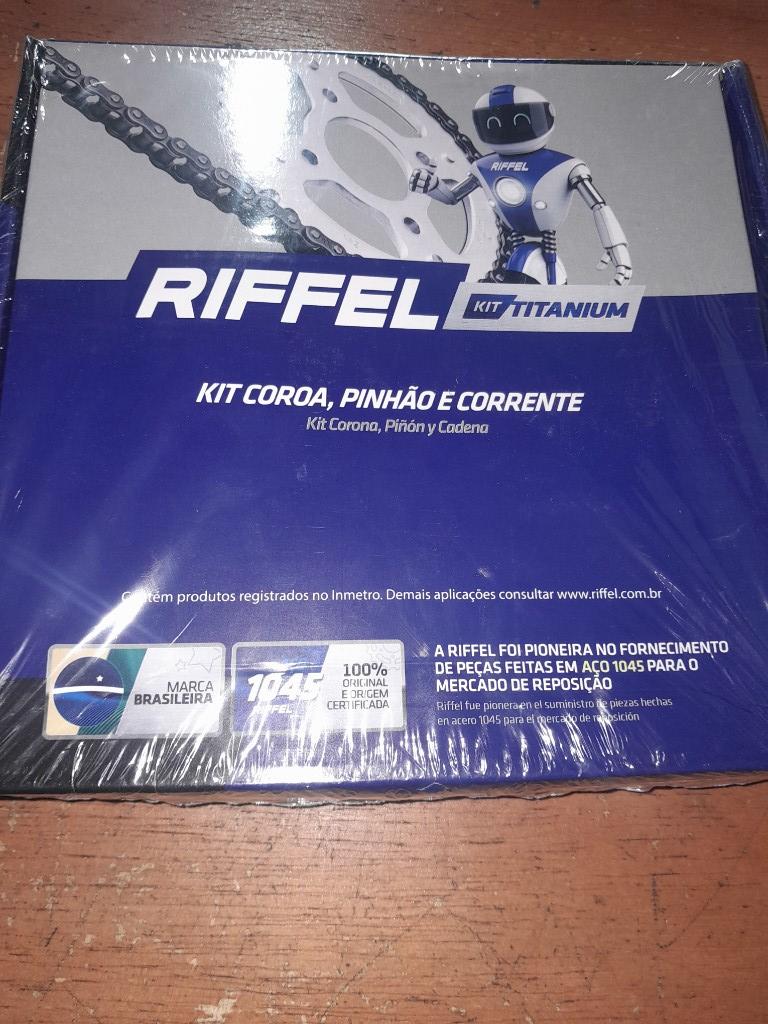 RIFFEL
RIFFEL
KIT TITANIUM
KIT COROA, PINHÃO E CORRENTE
Kit Corona, Piñón y Cadena
Contém produtos registrados no Inmetro. Demais aplicações consultar www.riffel.com.br
MARCA
BRASILEIRA
1045
RIFFEL
100%
ORIGINAL
E ORIGEM
CERTIFICADA
A RIFFEL FOI PIONEIRA NO FORNECIMENTO
DE PEÇAS FEITAS EM AÇO 1045 PARA O
MERCADO DE REPOSIÇÃO
Riffel fue pionera en el suministro de piezas hechas
en acero 1045 para el mercado de reposición